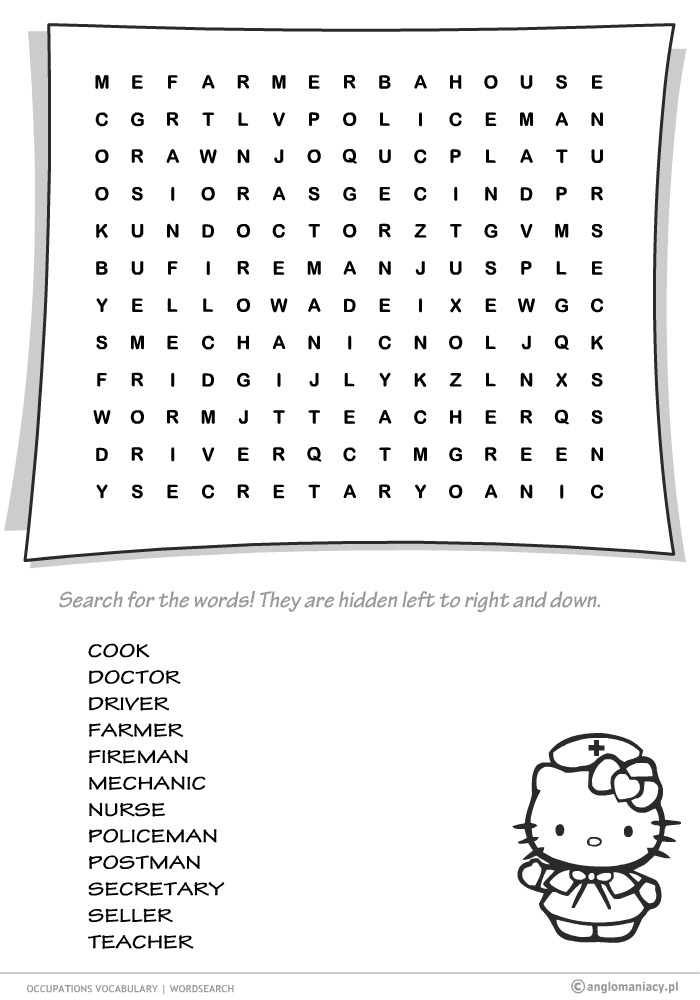 M E F A R M E R B A H O U S E
C G R T L V P O L I C E M A N
O R A W N J O Q U C P L A T U
O S I O R A S G E C I N D P R
K U N D O C T O R Z T G V M S
B U F I R E M A N J U S P L E
Y E L L O W A D E I X E W G C
S M E C H A N I C N O L J Q K
F R I D G I J L Y K Z L N X S
W O R M J T T E A C H E R Q S
D R I V E R Q C T M G R E E N
Y S E C R E T A R Y O A N I C
Search for the words! They are hidden left to right and down.
COOK
DOCTOR
DRIVER
FARMER
FIREMAN
MECHANIC
NURSE
POLICEMAN
POSTMAN
SECRETARY
SELLER
TEACHER
OCCUPATIONS VOCABULARY | WORDSEARCH
©anglomaniacy.pl